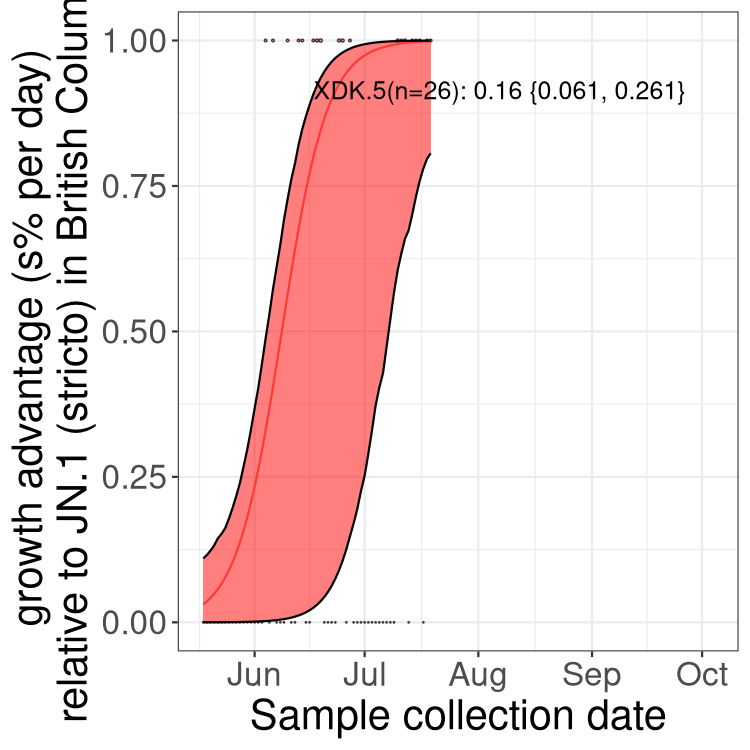 growth advantage (s% per day)
relative to JN.1 (stricto) in British Colum
1.00
0.75
0.50
0.25
0.00
XDK.5(n=26): 0.16 {0.061, 0.261}
Jun Jul Aug Sep Oct
Sample collection date